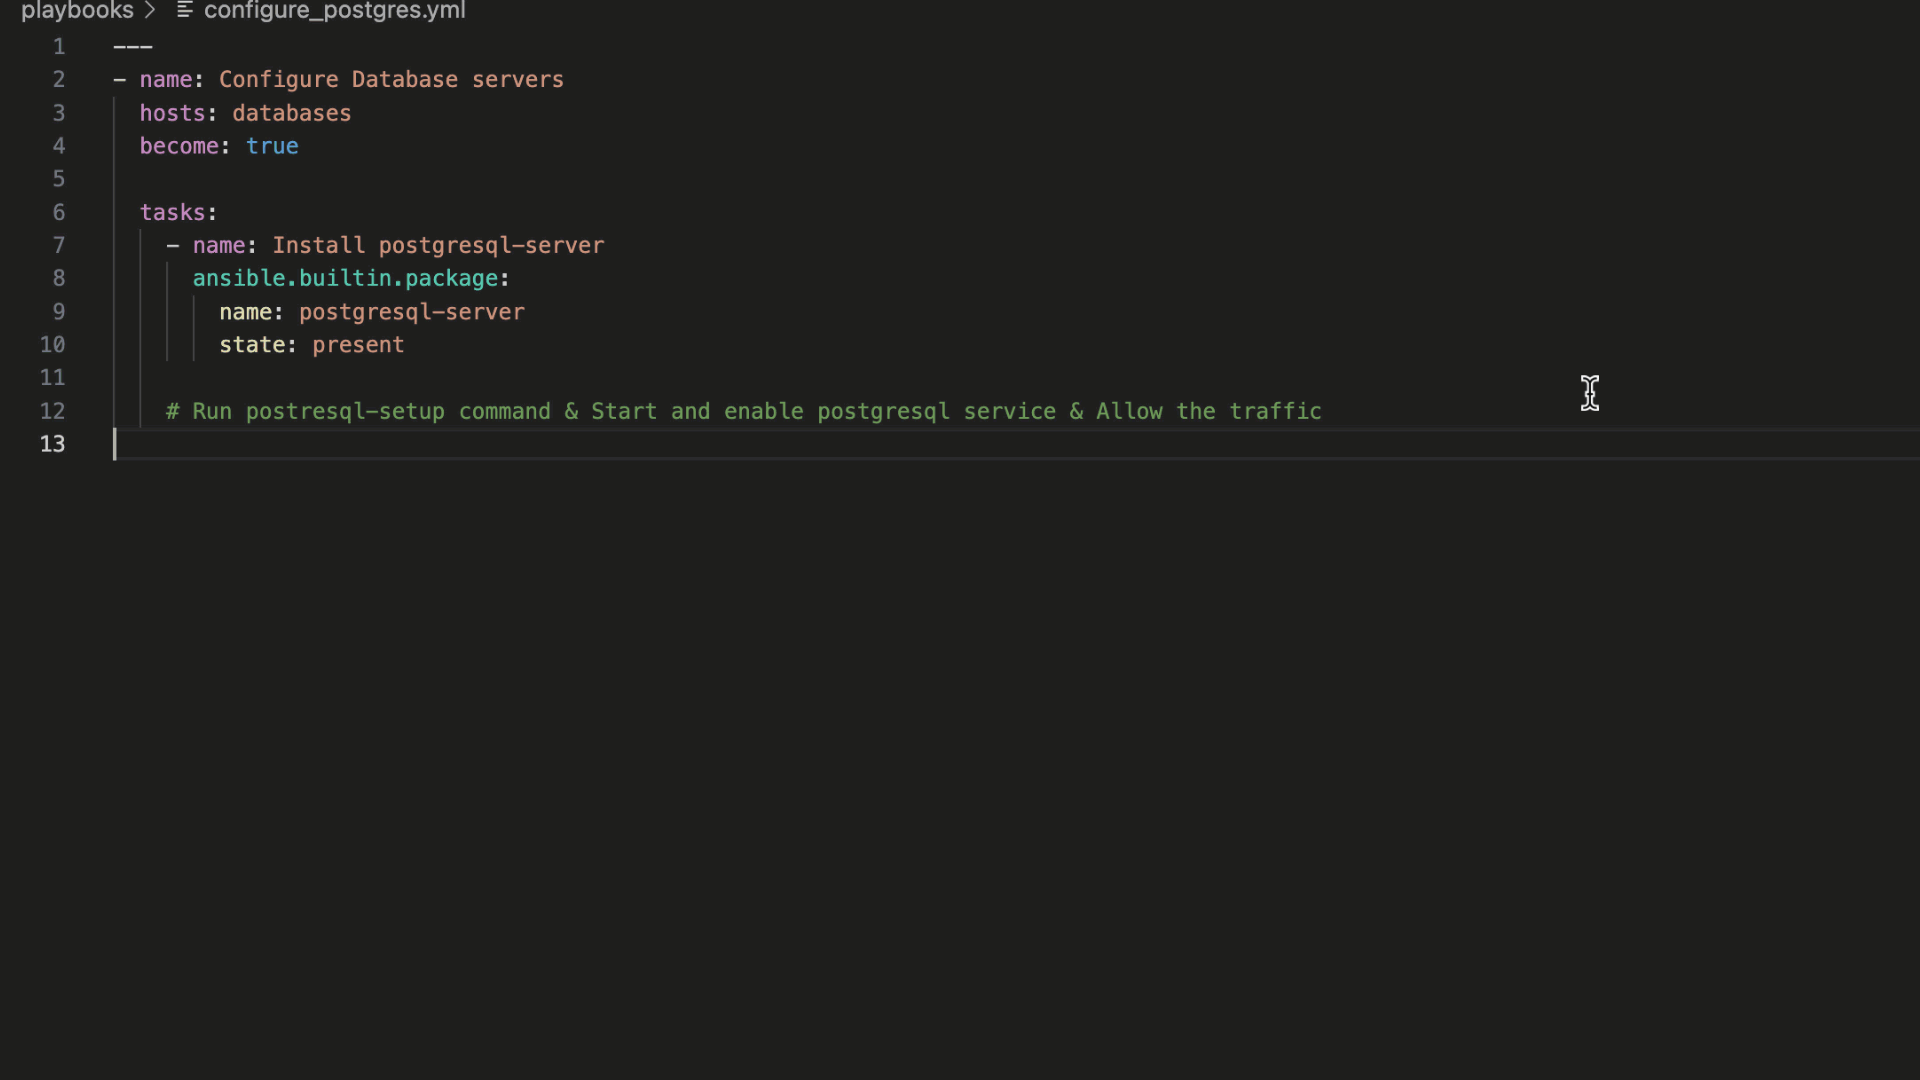 playbooks > configure_postgres.yml
1 ---
2 - name: Configure Database servers
3 hosts: databases
4 become: true
5
6 tasks:
7 - name: Install postgresql-server
8 ansible.builtin.package:
9 name: postgresql-server
10 state: present
11
12 # Run postresql-setup command & Start and enable postgresql service & Allow the traffic
13